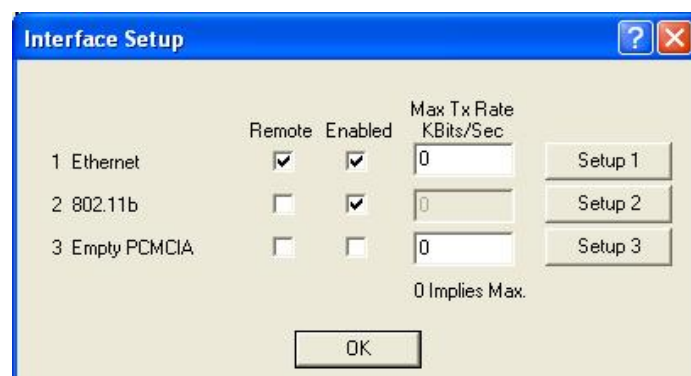 Interface Setup
Max Tx Rate
Remote Enabled KBits/Sec
1 Ethernet 0 Setup 1
2 802.11b 0 Setup 2
3 Empty PCMCIA 0 Setup 3
0 Implies Max.
OK